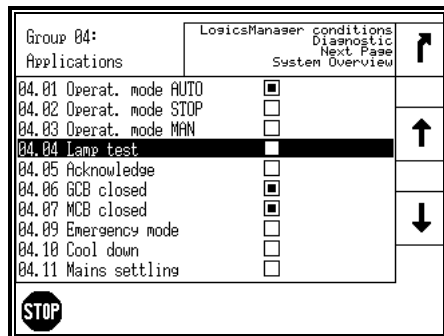 Group 04:
Applications
LogicsManager conditions
Diagnostic
Next Page
System Overview
04.01 Operat. mode AUTO
04.02 Operat. mode STOP
04.03 Operat. mode MAN
04.04 Lamp test
04.05 Acknowledge
04.06 GCB closed
04.07 MCB closed
04.09 Emergency mode
04.10 Cool down
04.11 Mains settling
STOP